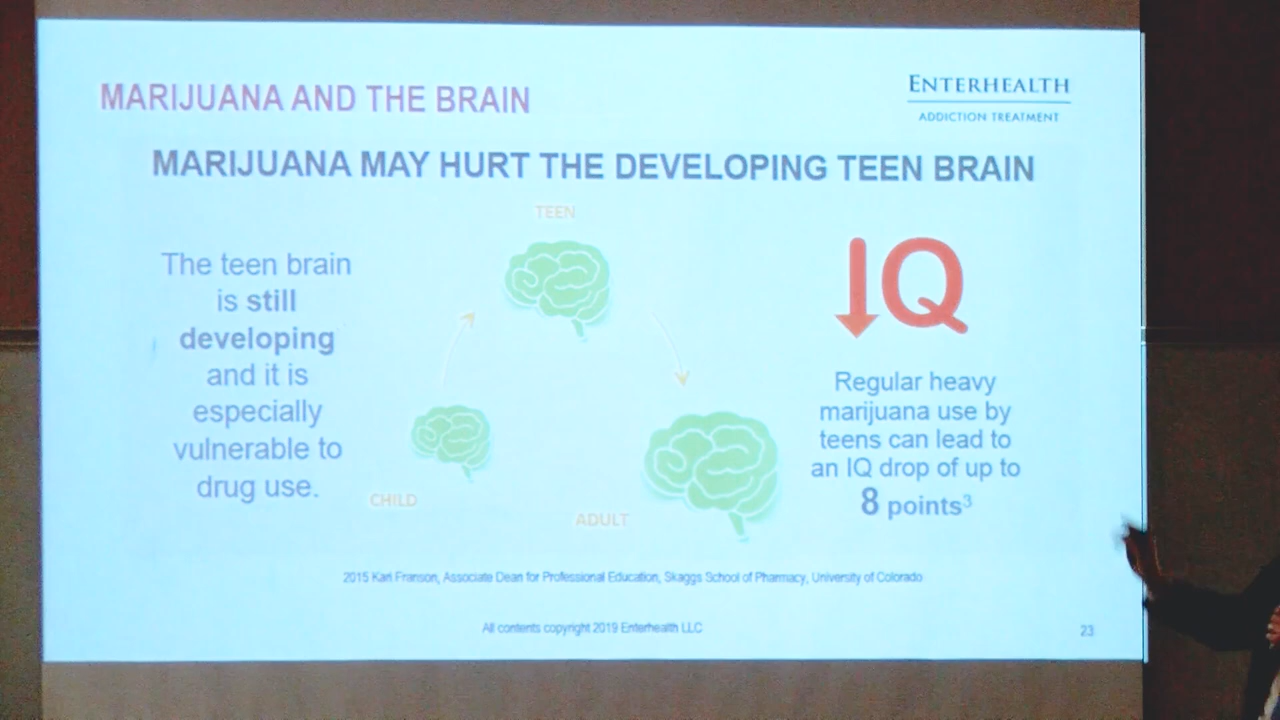 MARIJUANA AND THE BRAIN
ENTERHEALTH
ADDICTION TREATMENT
MARIJUANA MAY HURT THE DEVELOPING TEEN BRAIN
The teen brain
is still
developing
and it is
especially
vulnerable to
drug use.
TEEN
CHILD
ADULT
IQ
Regular heavy
marijuana use by
teens can lead to
an IQ drop of up to
8 points³
2015 Kari Franson, Associate Dean for Professional Education, Skaggs School of Pharmacy, University of Colorado
All contents copyright 2019 Enterhealth LLC
23